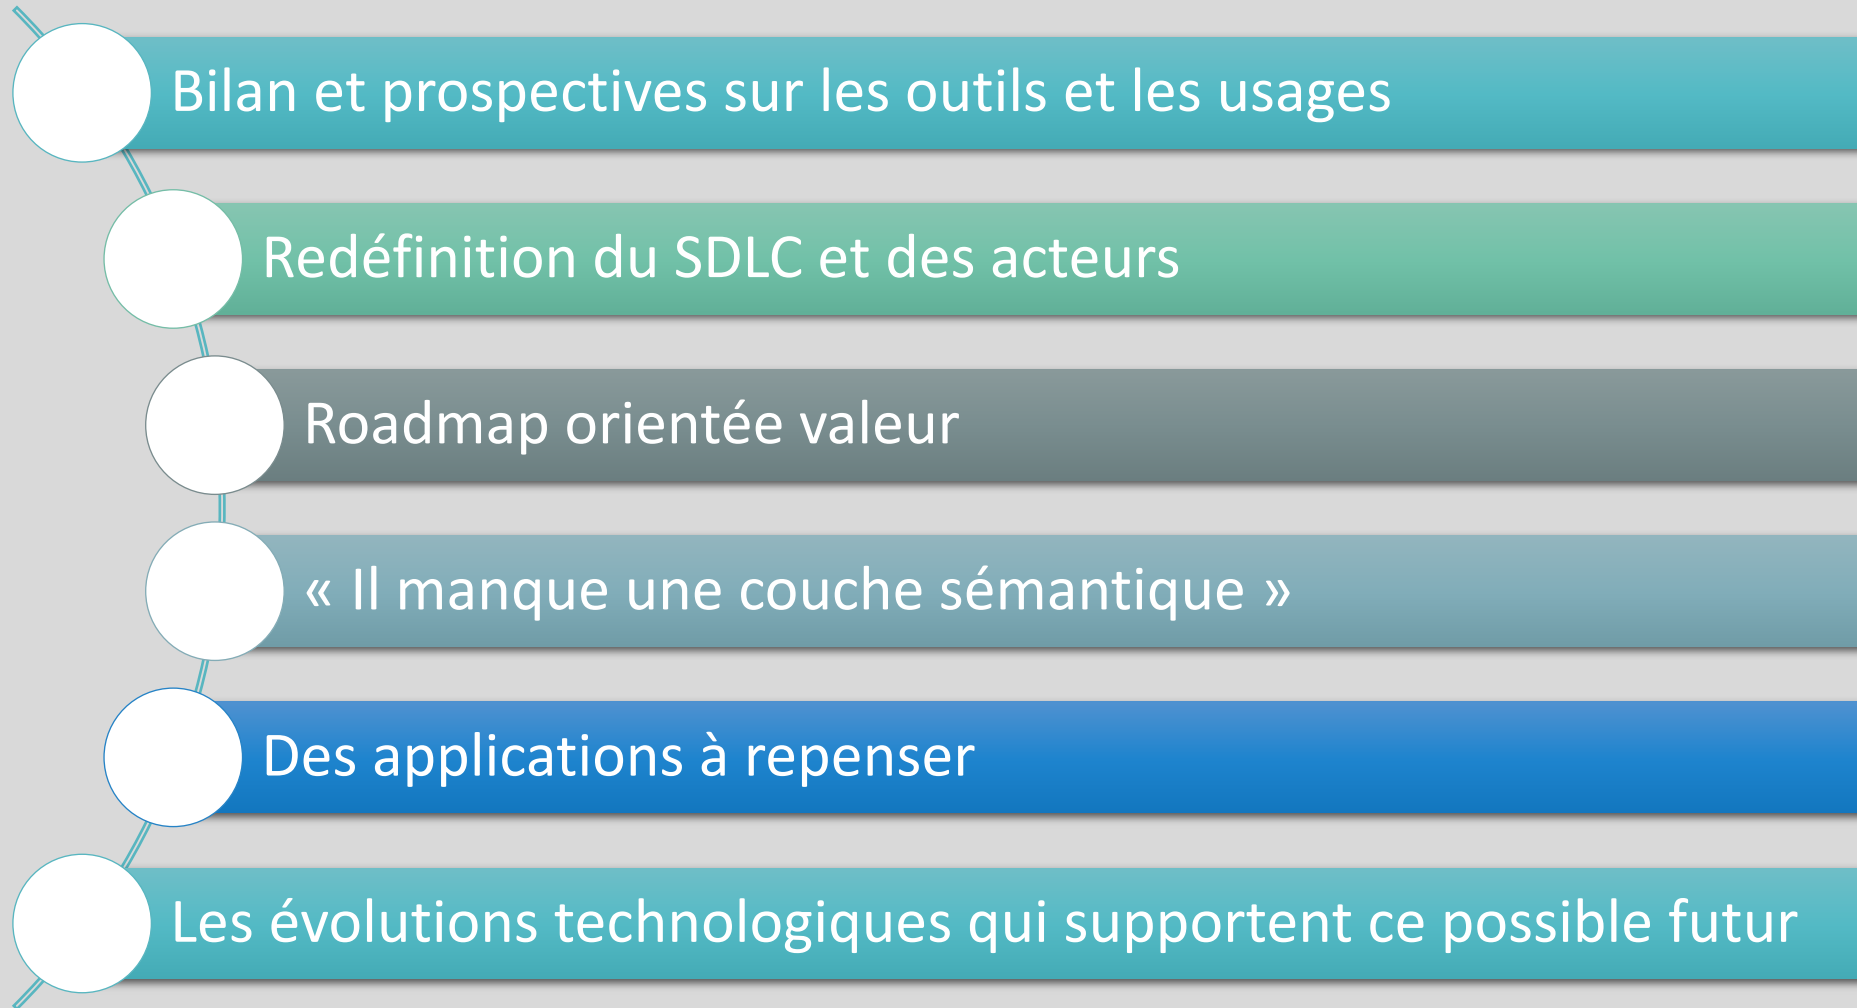 Bilan et prospectives sur les outils et les usages
Redéfinition du SDLC et des acteurs
Roadmap orientée valeur
« Il manque une couche sémantique »
Des applications à repenser
Les évolutions technologiques qui supportent ce possible futur